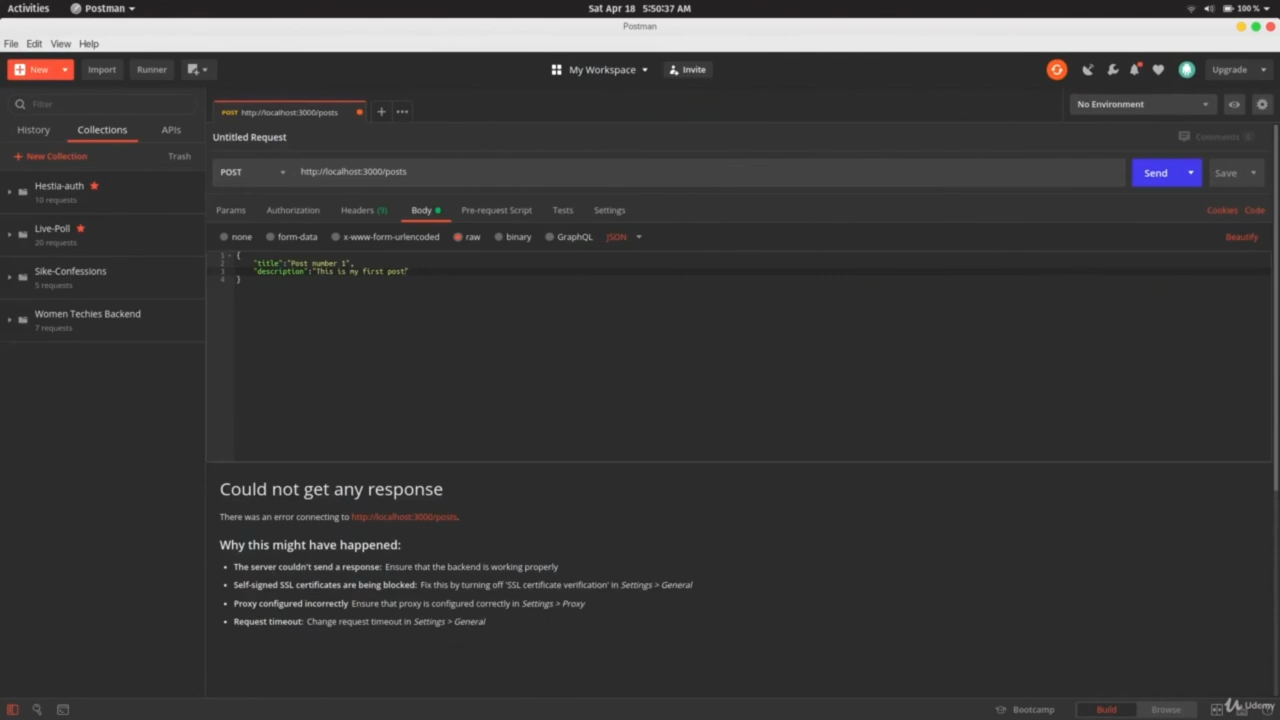 Activities Postman Sat Apr 18 5:50:37 AM 100 %
Postman
File Edit View Help
New Import Runner My Workspace Invite Upgrade
Filter POST http://localhost:3000/posts No Environment
History Collections APIs Untitled Request Comments 0
+ New Collection Trash
Hestia-auth
10 requests
POST http://localhost:3000/posts Send Save
Live-Poll
20 requests
Params Authorization Headers (9) Body Pre-request Script Tests Settings Cookies Code
none form-data x-www-form-urlencoded raw binary GraphQL JSON Beautify
Sike-Confessions
5 requests
Women Techies Backend
7 requests
1 {
2 "title":"Post number 1",
3 "description":"This is my first post"
4 }
Could not get any response
There was an error connecting to http://localhost:3000/posts.
Why this might have happened:
• The server couldn't send a response: Ensure that the backend is working properly
• Self-signed SSL certificates are being blocked: Fix this by turning off 'SSL certificate verification' in Settings > General
• Proxy configured incorrectly Ensure that proxy is configured correctly in Settings > Proxy
• Request timeout: Change request timeout in Settings > General
Bootcamp Build Browse Udemy